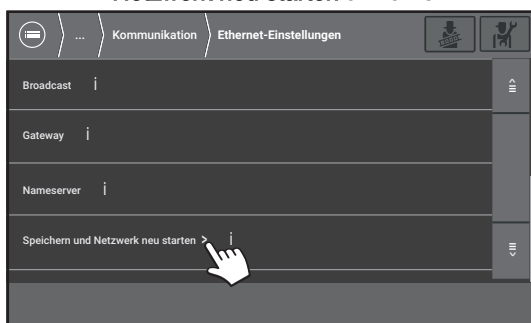 ... Kommunikation Ethernet-Einstellungen
Broadcast i
Gateway i
Nameserver i
Speichern und Netzwerk neu starten > i